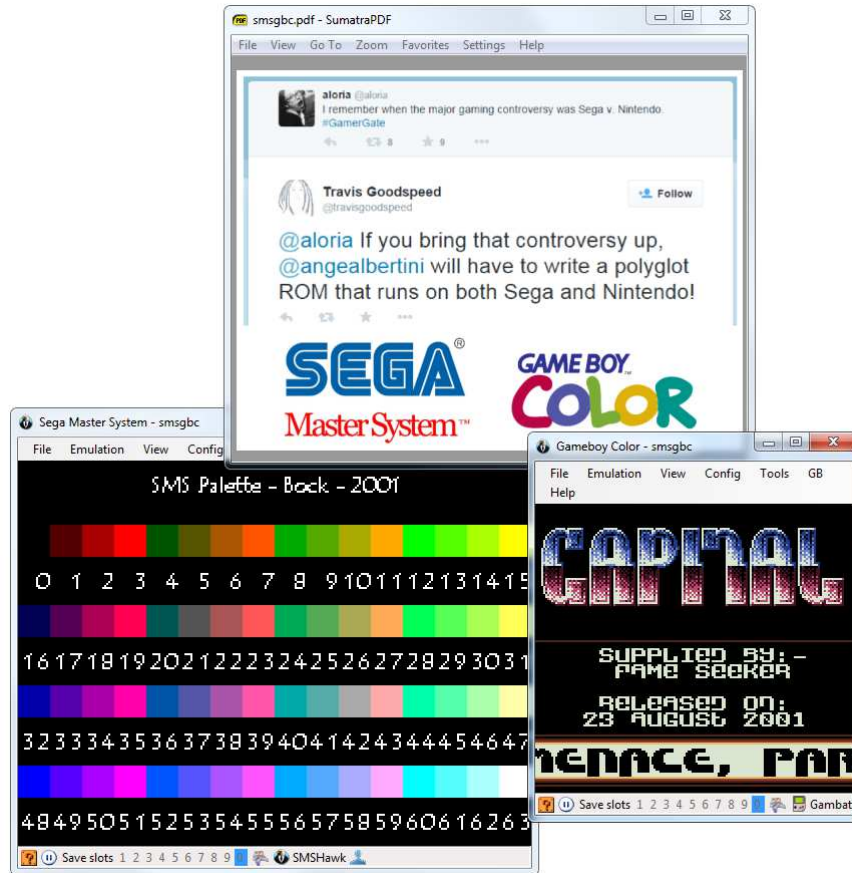 smsgbc.pdf - SumatraPDF
File View Go To Zoom Favorites Settings Help
aloria @aloria
I remember when the major gaming controversy was Sega v. Nintendo.
#GamerGate
8 9
Travis Goodspeed
@travisgoodspeed
Follow
@aloria If you bring that controversy up,
@angealbertini will have to write a polyglot
ROM that runs on both Sega and Nintendo!
SEGA®
Master System™
GAME BOY™
COLOR
Sega Master System - smsgbc
File Emulation View Config
SMS Palette - Bock - 2001
0 1 2 3 4 5 6 7 8 9 10 11 12 13 14 15
16 17 18 19 20 21 22 23 24 25 26 27 28 29 30 31
32 33 34 35 36 37 38 39 40 41 42 43 44 45 46 47
48 49 50 51 52 53 54 55 56 57 58 59 60 61 62 63
Save slots 1 2 3 4 5 6 7 8 9 0 SMSHawk
Gameboy Color - smsgbc
File Emulation View Config Tools GB
Help
CAPITAL
SUPPLIED BY:-
FAME SEEKER
RELEASED ON:
23 AUGUST 2001
MENACE, PAR
Save slots 1 2 3 4 5 6 7 8 9 0 Gambat